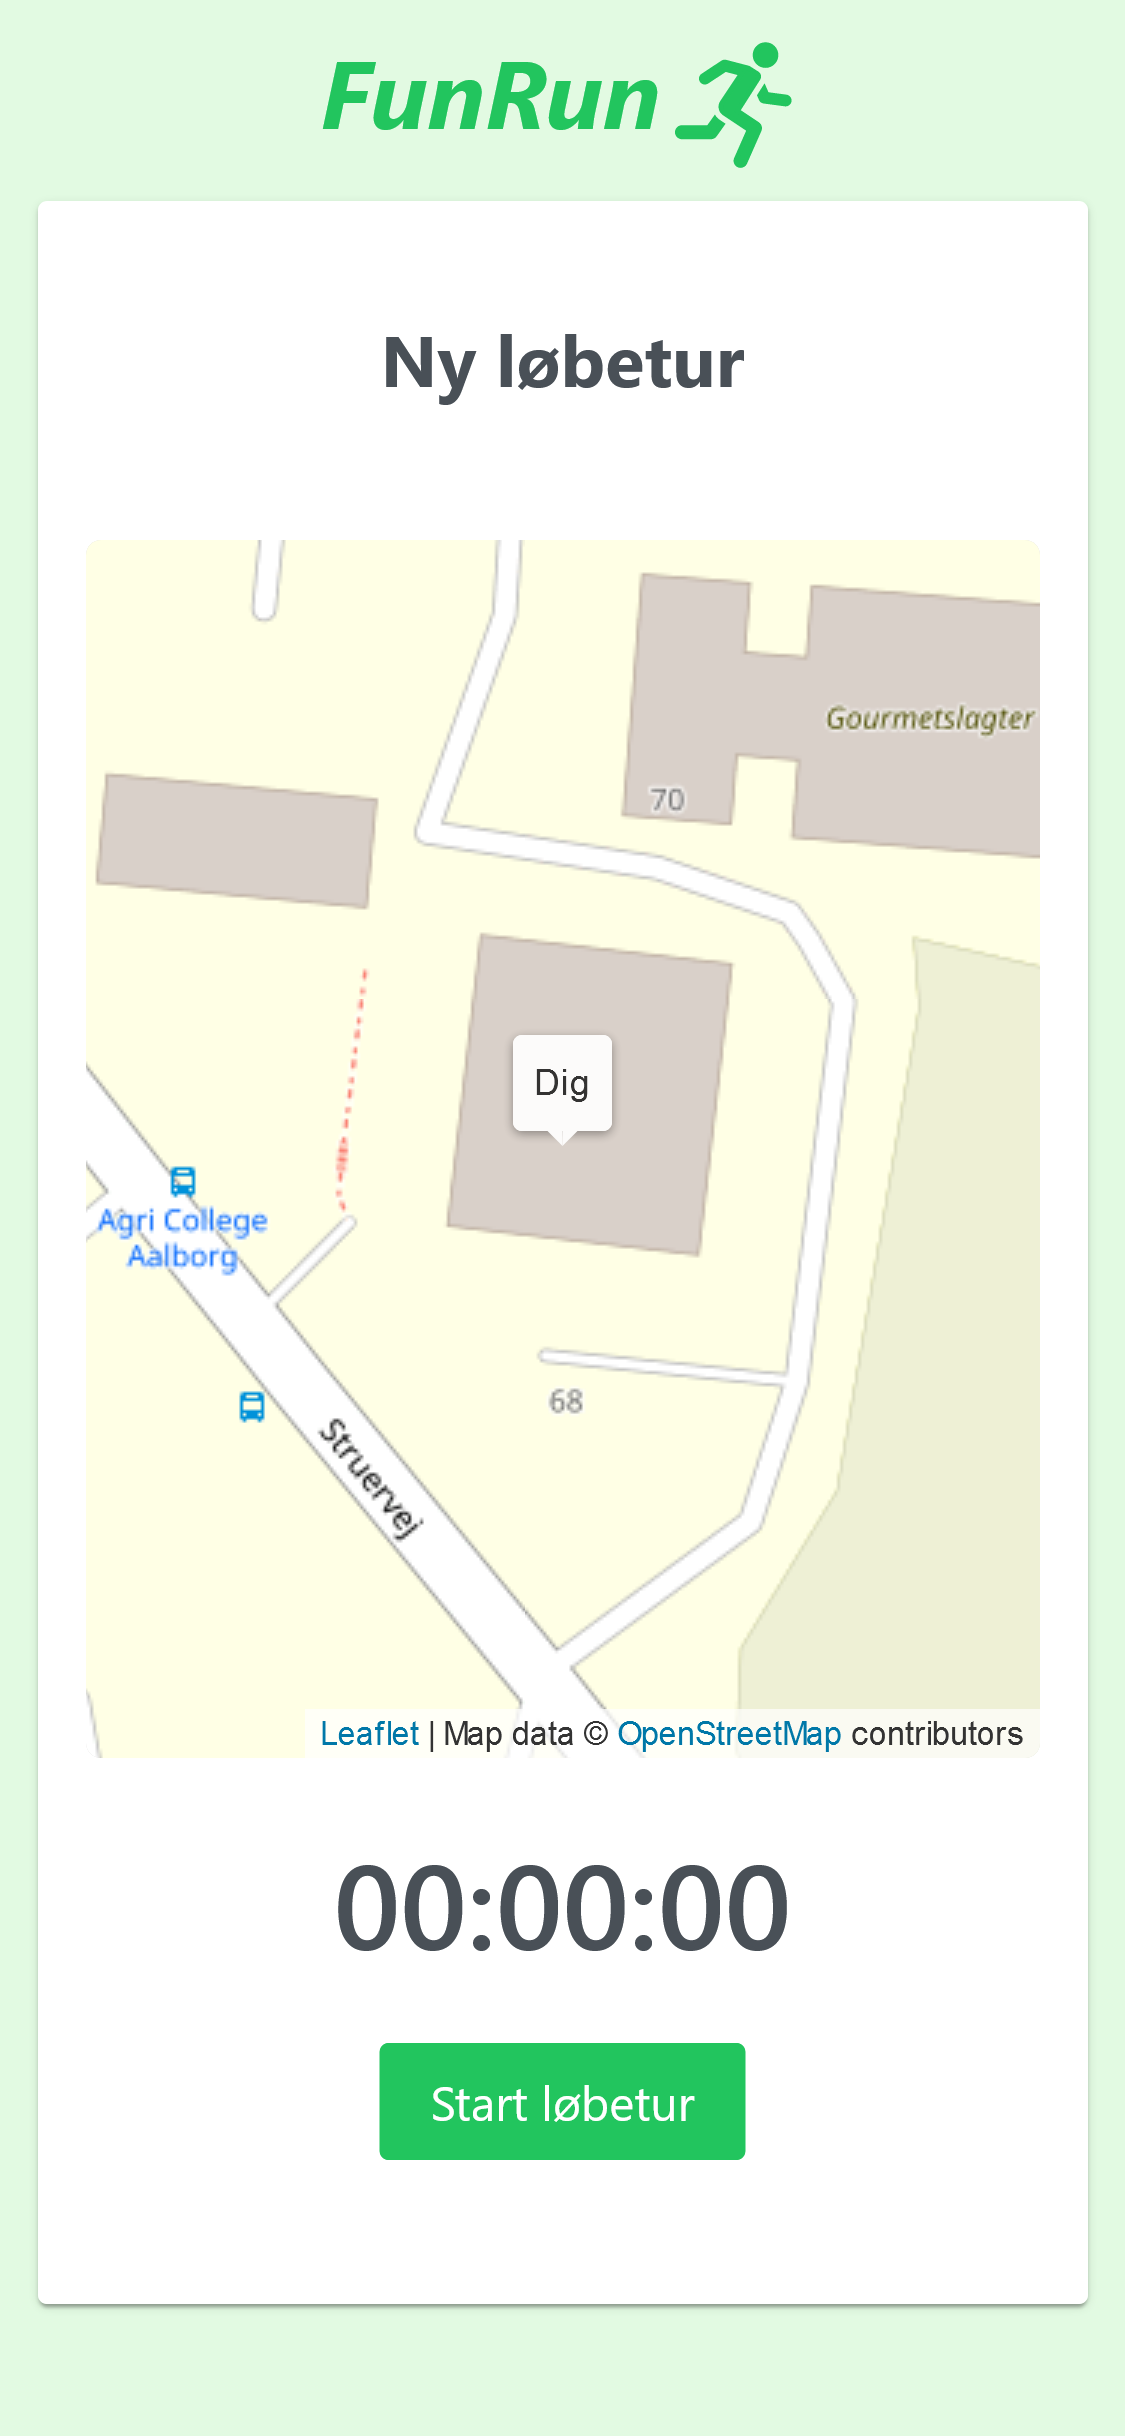 FunRun
Ny løbetur
Gourmetslagter
70
Dig
Agri College
Aalborg
68
Struervej
Leaflet | Map data © OpenStreetMap contributors
00:00:00
Start løbetur